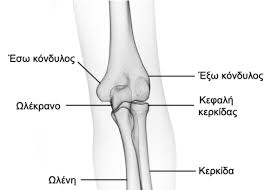 Έσω κόνδυλος
Έξω κόνδυλος
Ωλέκρανο
Κεφαλή
κερκίδας
Ωλένη
Κερκίδα